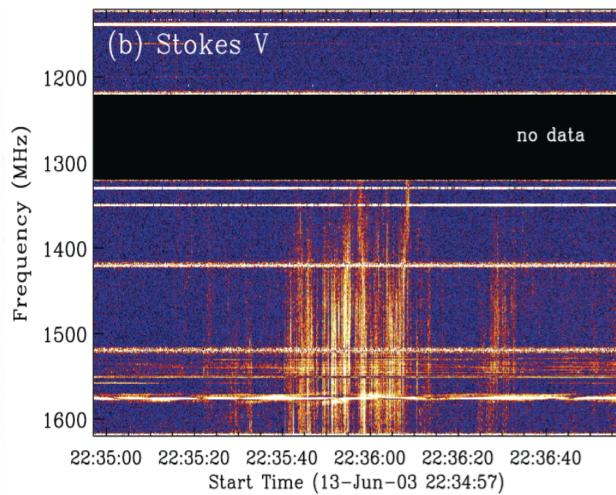 (b) Stokes V
1200
no data
1300
1400
1500
1600
Frequency (MHz)
22:35:00 22:35:20 22:35:40 22:36:00 22:36:20 22:36:40
Start Time (13-Jun-03 22:34:57)